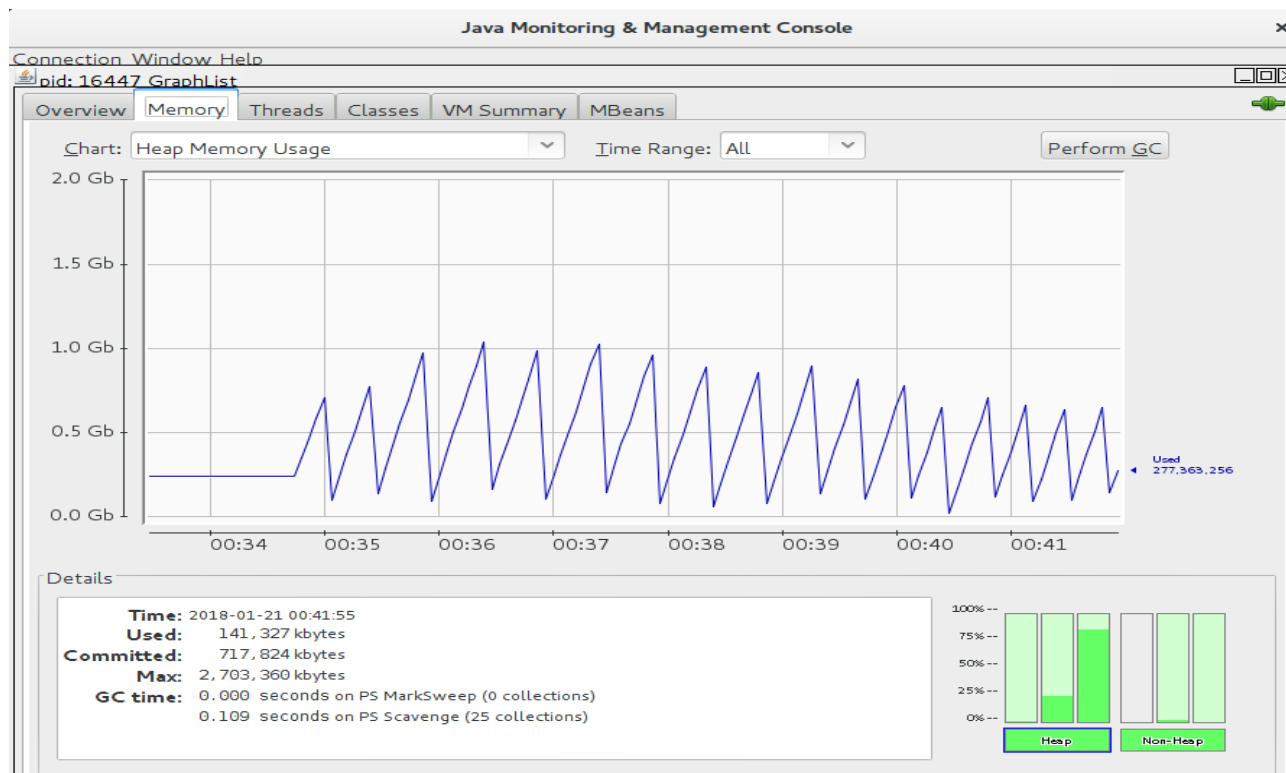 Java Monitoring & Management Console
Connection Window Help
pid: 16447 GraphList
Overview Memory Threads Classes VM Summary MBeans
Chart: Heap Memory Usage Time Range: All Perform GC
2.0 Gb
1.5 Gb
1.0 Gb
0.5 Gb
0.0 Gb
Used
277,363,256
00:34 00:35 00:36 00:37 00:38 00:39 00:40 00:41
Details
Time: 2018-01-21 00:41:55
Used: 141,327 kbytes
Committed: 717,824 kbytes
Max: 2,703,360 kbytes
GC time: 0.000 seconds on PS MarkSweep (0 collections)
0.109 seconds on PS Scavenge (25 collections)
100% --
75% --
50% --
25% --
0% --
Heap Non-Heap